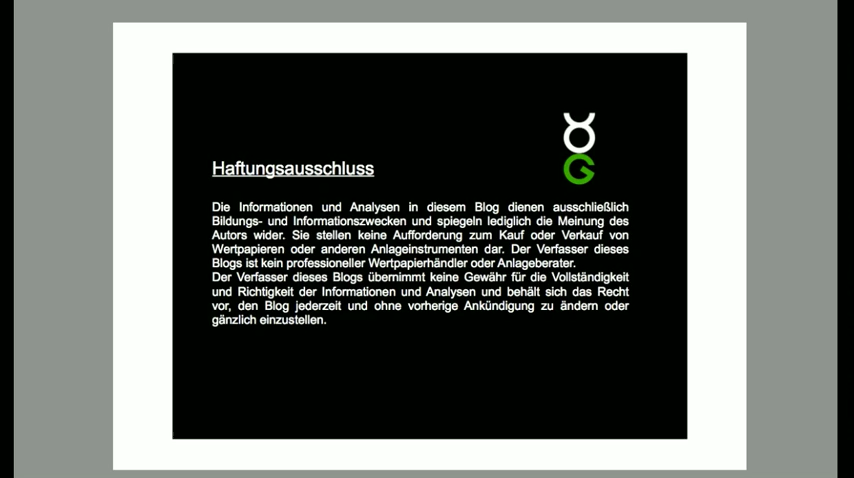 Haftungsausschluss
Die Informationen und Analysen in diesem Blog dienen ausschließlich
Bildungs- und Informationszwecken und spiegeln lediglich die Meinung des
Autors wider. Sie stellen keine Aufforderung zum Kauf oder Verkauf von
Wertpapieren oder anderen Anlageinstrumenten dar. Der Verfasser dieses
Blogs ist kein professioneller Wertpapierhändler oder Anlageberater.
Der Verfasser dieses Blogs übernimmt keine Gewähr für die Vollständigkeit
und Richtigkeit der Informationen und Analysen und behält sich das Recht
vor, den Blog jederzeit und ohne vorherige Ankündigung zu ändern oder
gänzlich einzustellen.